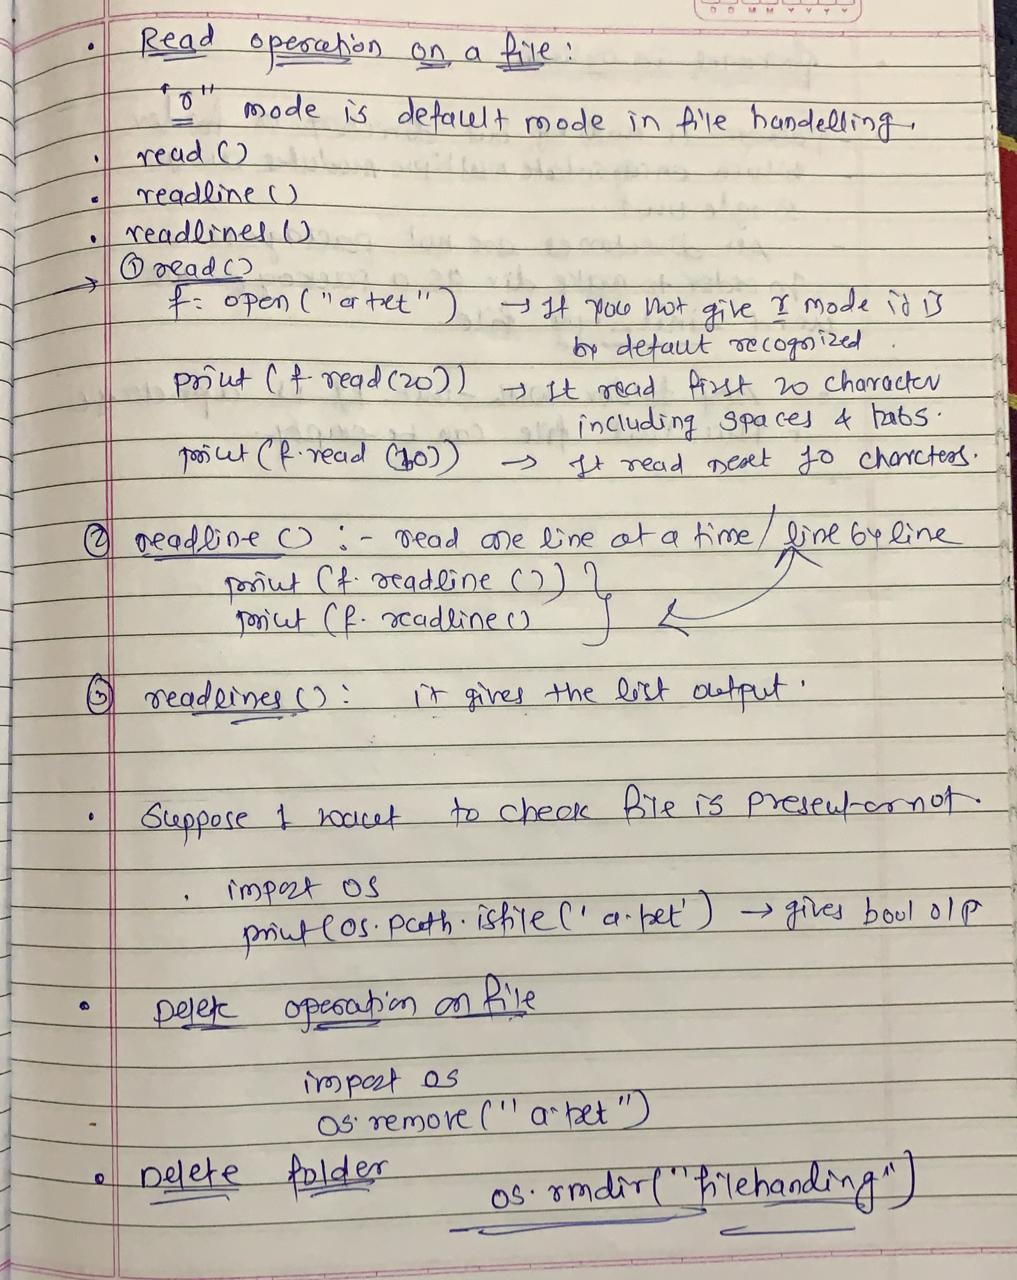 D D M M Y Y Y Y
• Read operation on a file:
"r" mode is default mode in file handelling.
• read ()
• readline ()
• readlines ()
→ ① read ()
f = open ("a.txt") → It you not give r mode it is
by defaut recognized.
print (f read(20)) → It read first 20 character
including spaces & tabs.
print (f.read (10)) → It read next 10 charcters.
② readline () :- read one line at a time / line by line
print (f. readline ())
print (f. readline ()
③ readlines () : it gives the list output.
• Suppose I want to check file is present or not.
• import os
print (os.path.isfile ('a.txt') → gives bool o/p
• Delete operation on file
import os
os.remove ("a.txt")
• Delete folder
os.rmdir ("filehanding")